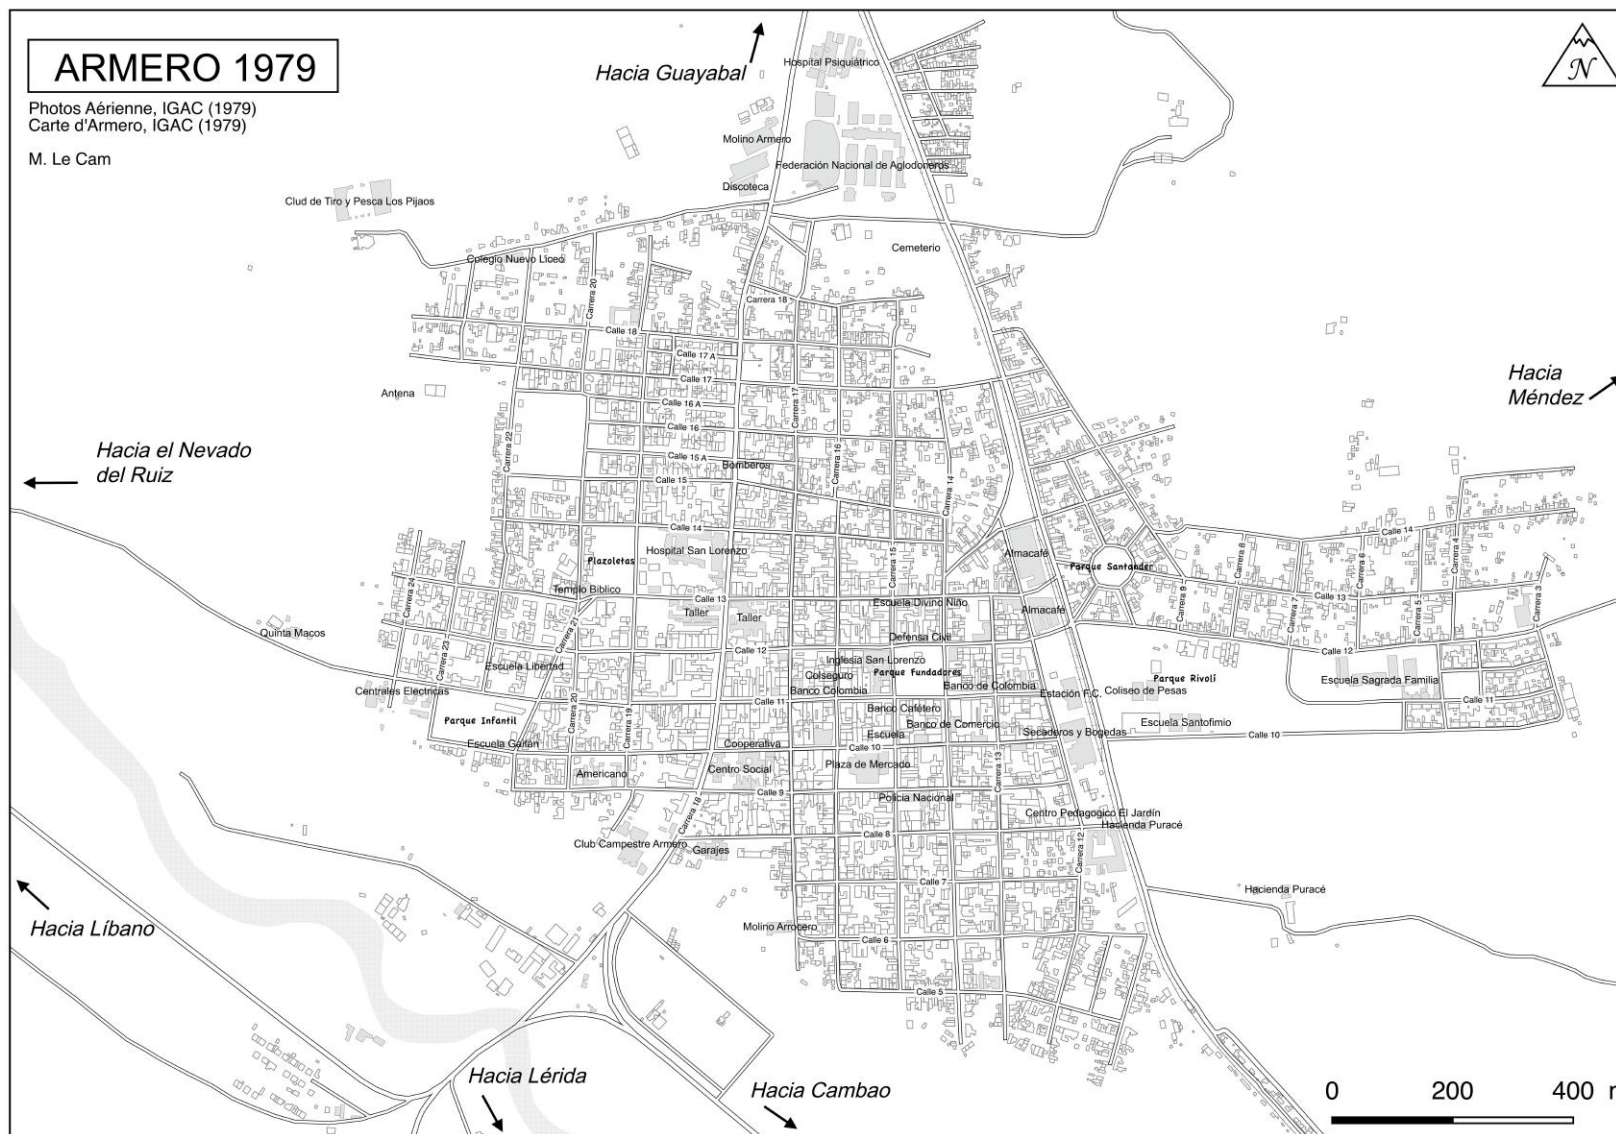 ARMERO 1979
Photos Aérienne, IGAC (1979)
Carte d'Armero, IGAC (1979)
M. Le Cam
Hacia Guayabal
N
Hospital Psiquiátrico
Molino Armero
Federación Nacional de Aglodoneros
Discoteca
Clud de Tiro y Pesca Los Pijaos
Cemeterio
Colegio Nuevo Liceo
Carrera 20
Carrera 18
Calle 18
Calle 17 A
Calle 17
Antena
Calle 16 A
Carrera 17
Hacia
Méndez
Calle 16
Carrera 22
Carrera 16
Hacia el Nevado
del Ruiz
Calle 15 A
Bomberos
Calle 15
Carrera 14
Calle 14
Calle 14
Hospital San Lorenzo
Plazoletas
Carrera 15
Almacafé
Parque Santander
Carrera 8
Carrera 6
Carrera 4
Templo Biblico
Carrera 24
Calle 13
Escuela Divino Niño
Almacafé
Carrera 9
Carrera 7
Calle 13
Carrera 5
Carrera 3
Taller
Taller
Quinta Macos
Carrera 21
Defensa Civil
Carrera 23
Calle 12
Calle 12
Escuela Libertad
Inglesia San Lorenzo
Parque Fundadores
Colseguro
Banco Colombia
Banco de Colombia
Parque Rivolí
Escuela Sagrada Familia
Centrales Electricas
Estación F.C.
Coliseo de Pesas
Calle 11
Calle 11
Parque Infantil
Carrera 20
Carrera 19
Banco Cafétero
Banco de Comercio
Escuela Santofimio
Escuela Gaitán
Cooperativa
Escuela
Secaderos y Bogedas
Calle 10
Calle 10
Americano
Centro Social
Plaza de Mercado
Carrera 13
Calle 9
Policia Nacional
Carrera 18
Centro Pedagogico El Jardín
Hacienda Puracé
Calle 8
Carrera 12
Club Campestre Armero
Garajes
Calle 7
Hacienda Puracé
Hacia Líbano
Molino Arrocero
Calle 6
Calle 5
Hacia Lérida
Hacia Cambao
0 200 400